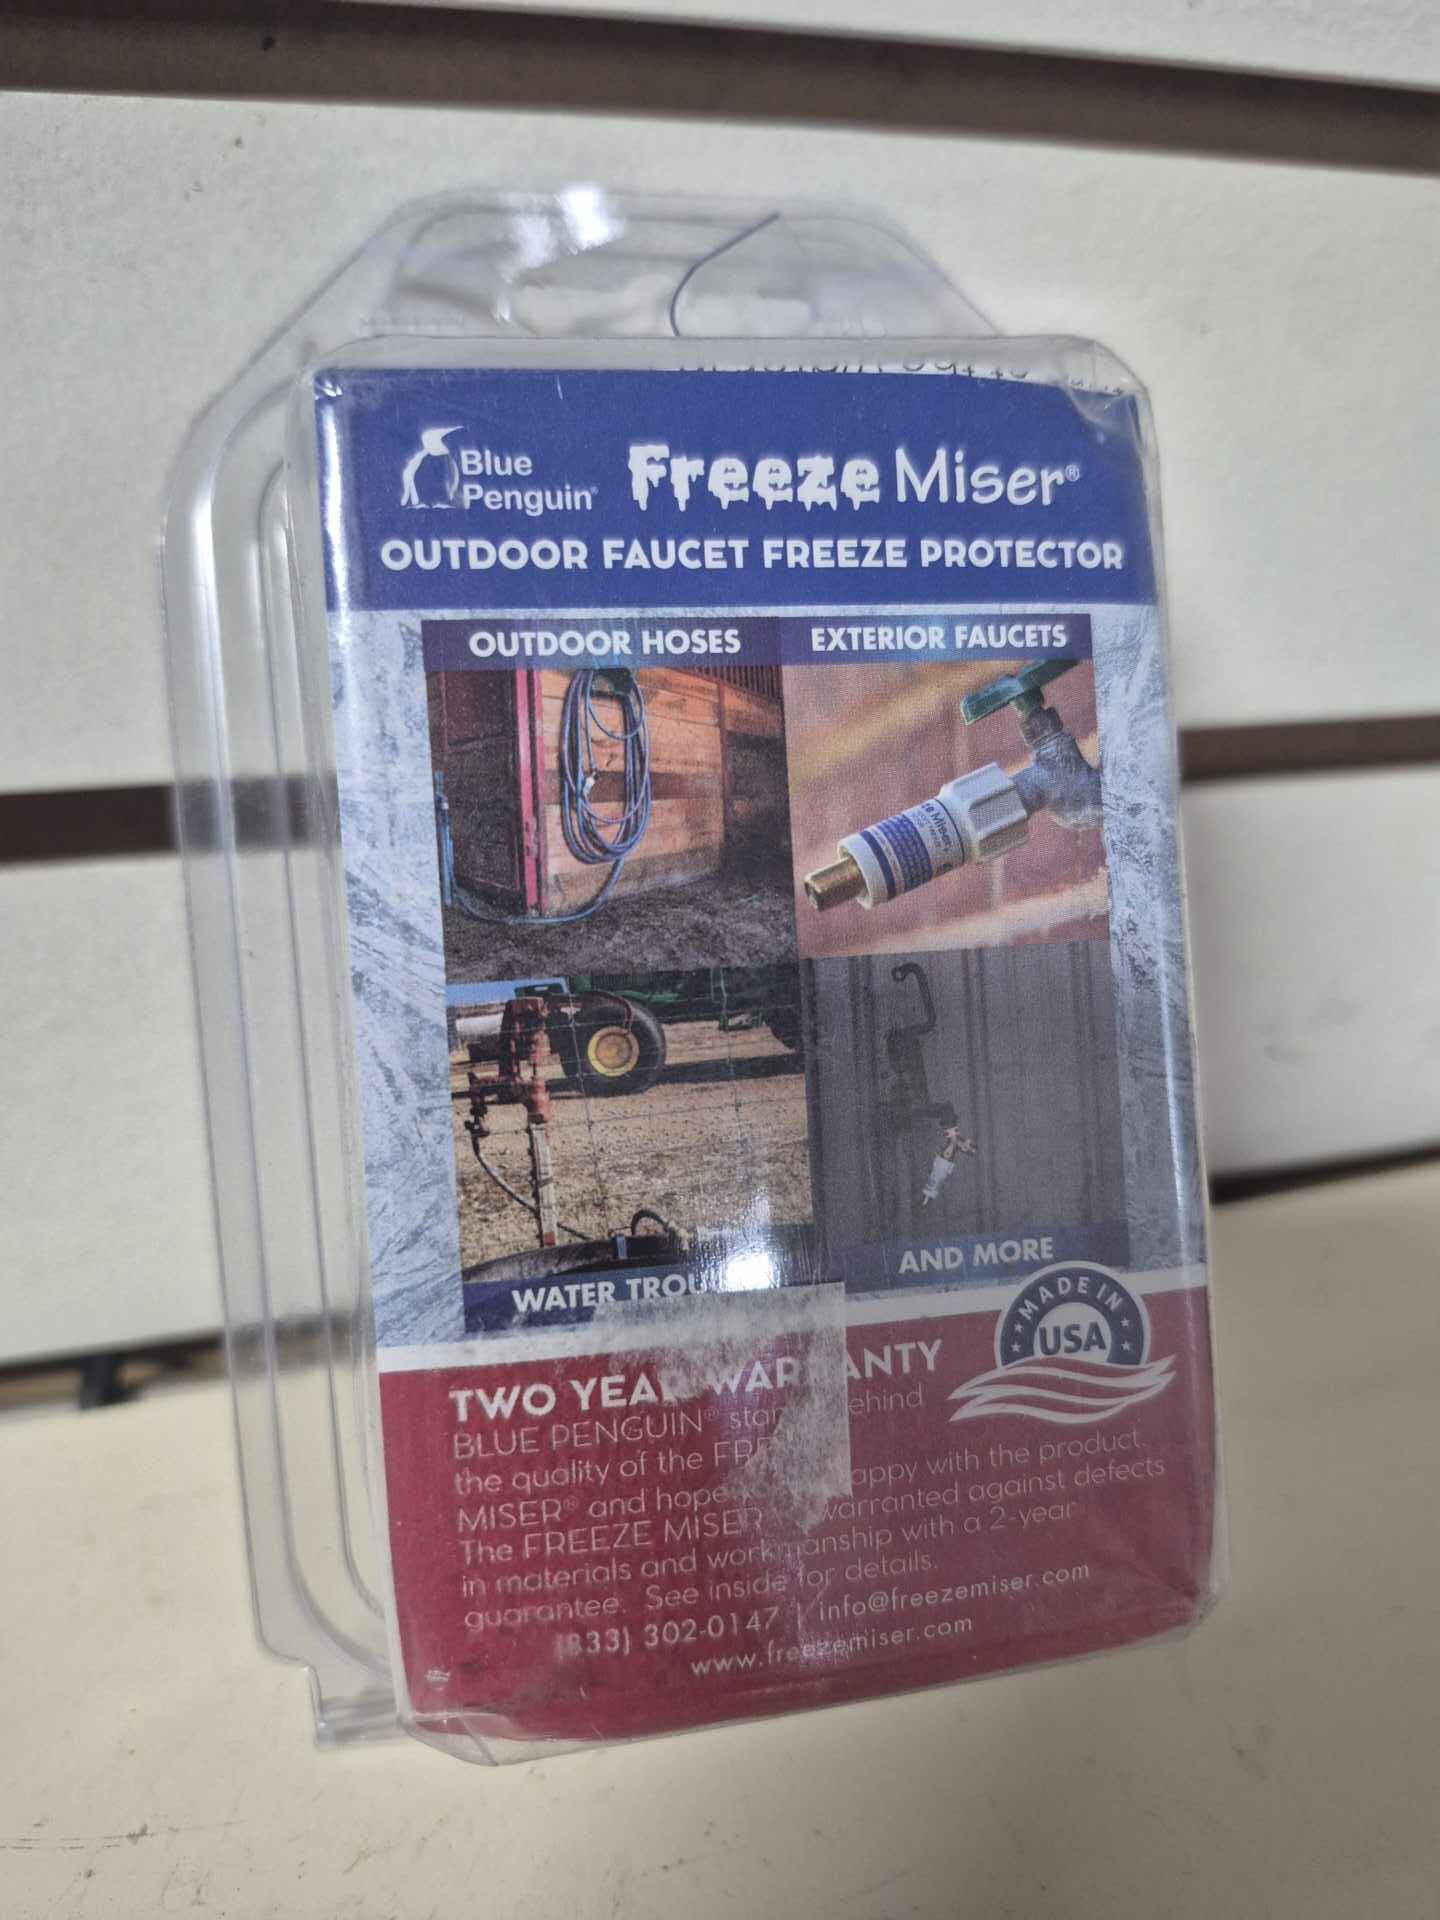 Blue
Penguin®
Freeze Miser®
OUTDOOR FAUCET FREEZE PROTECTOR
OUTDOOR HOSES
EXTERIOR FAUCETS
WATER
AND MORE
MADE IN
USA
TWO YEAR WARRANTY
BLUE PENGUIN®
the quality of the
MISER® and hope happy with the product.
The FREEZE MISER warranted against defects
in materials and workmanship with a 2-year
guarantee. See inside for details.
(833) 302-0147 | info@freezemiser.com
www.freezemiser.com